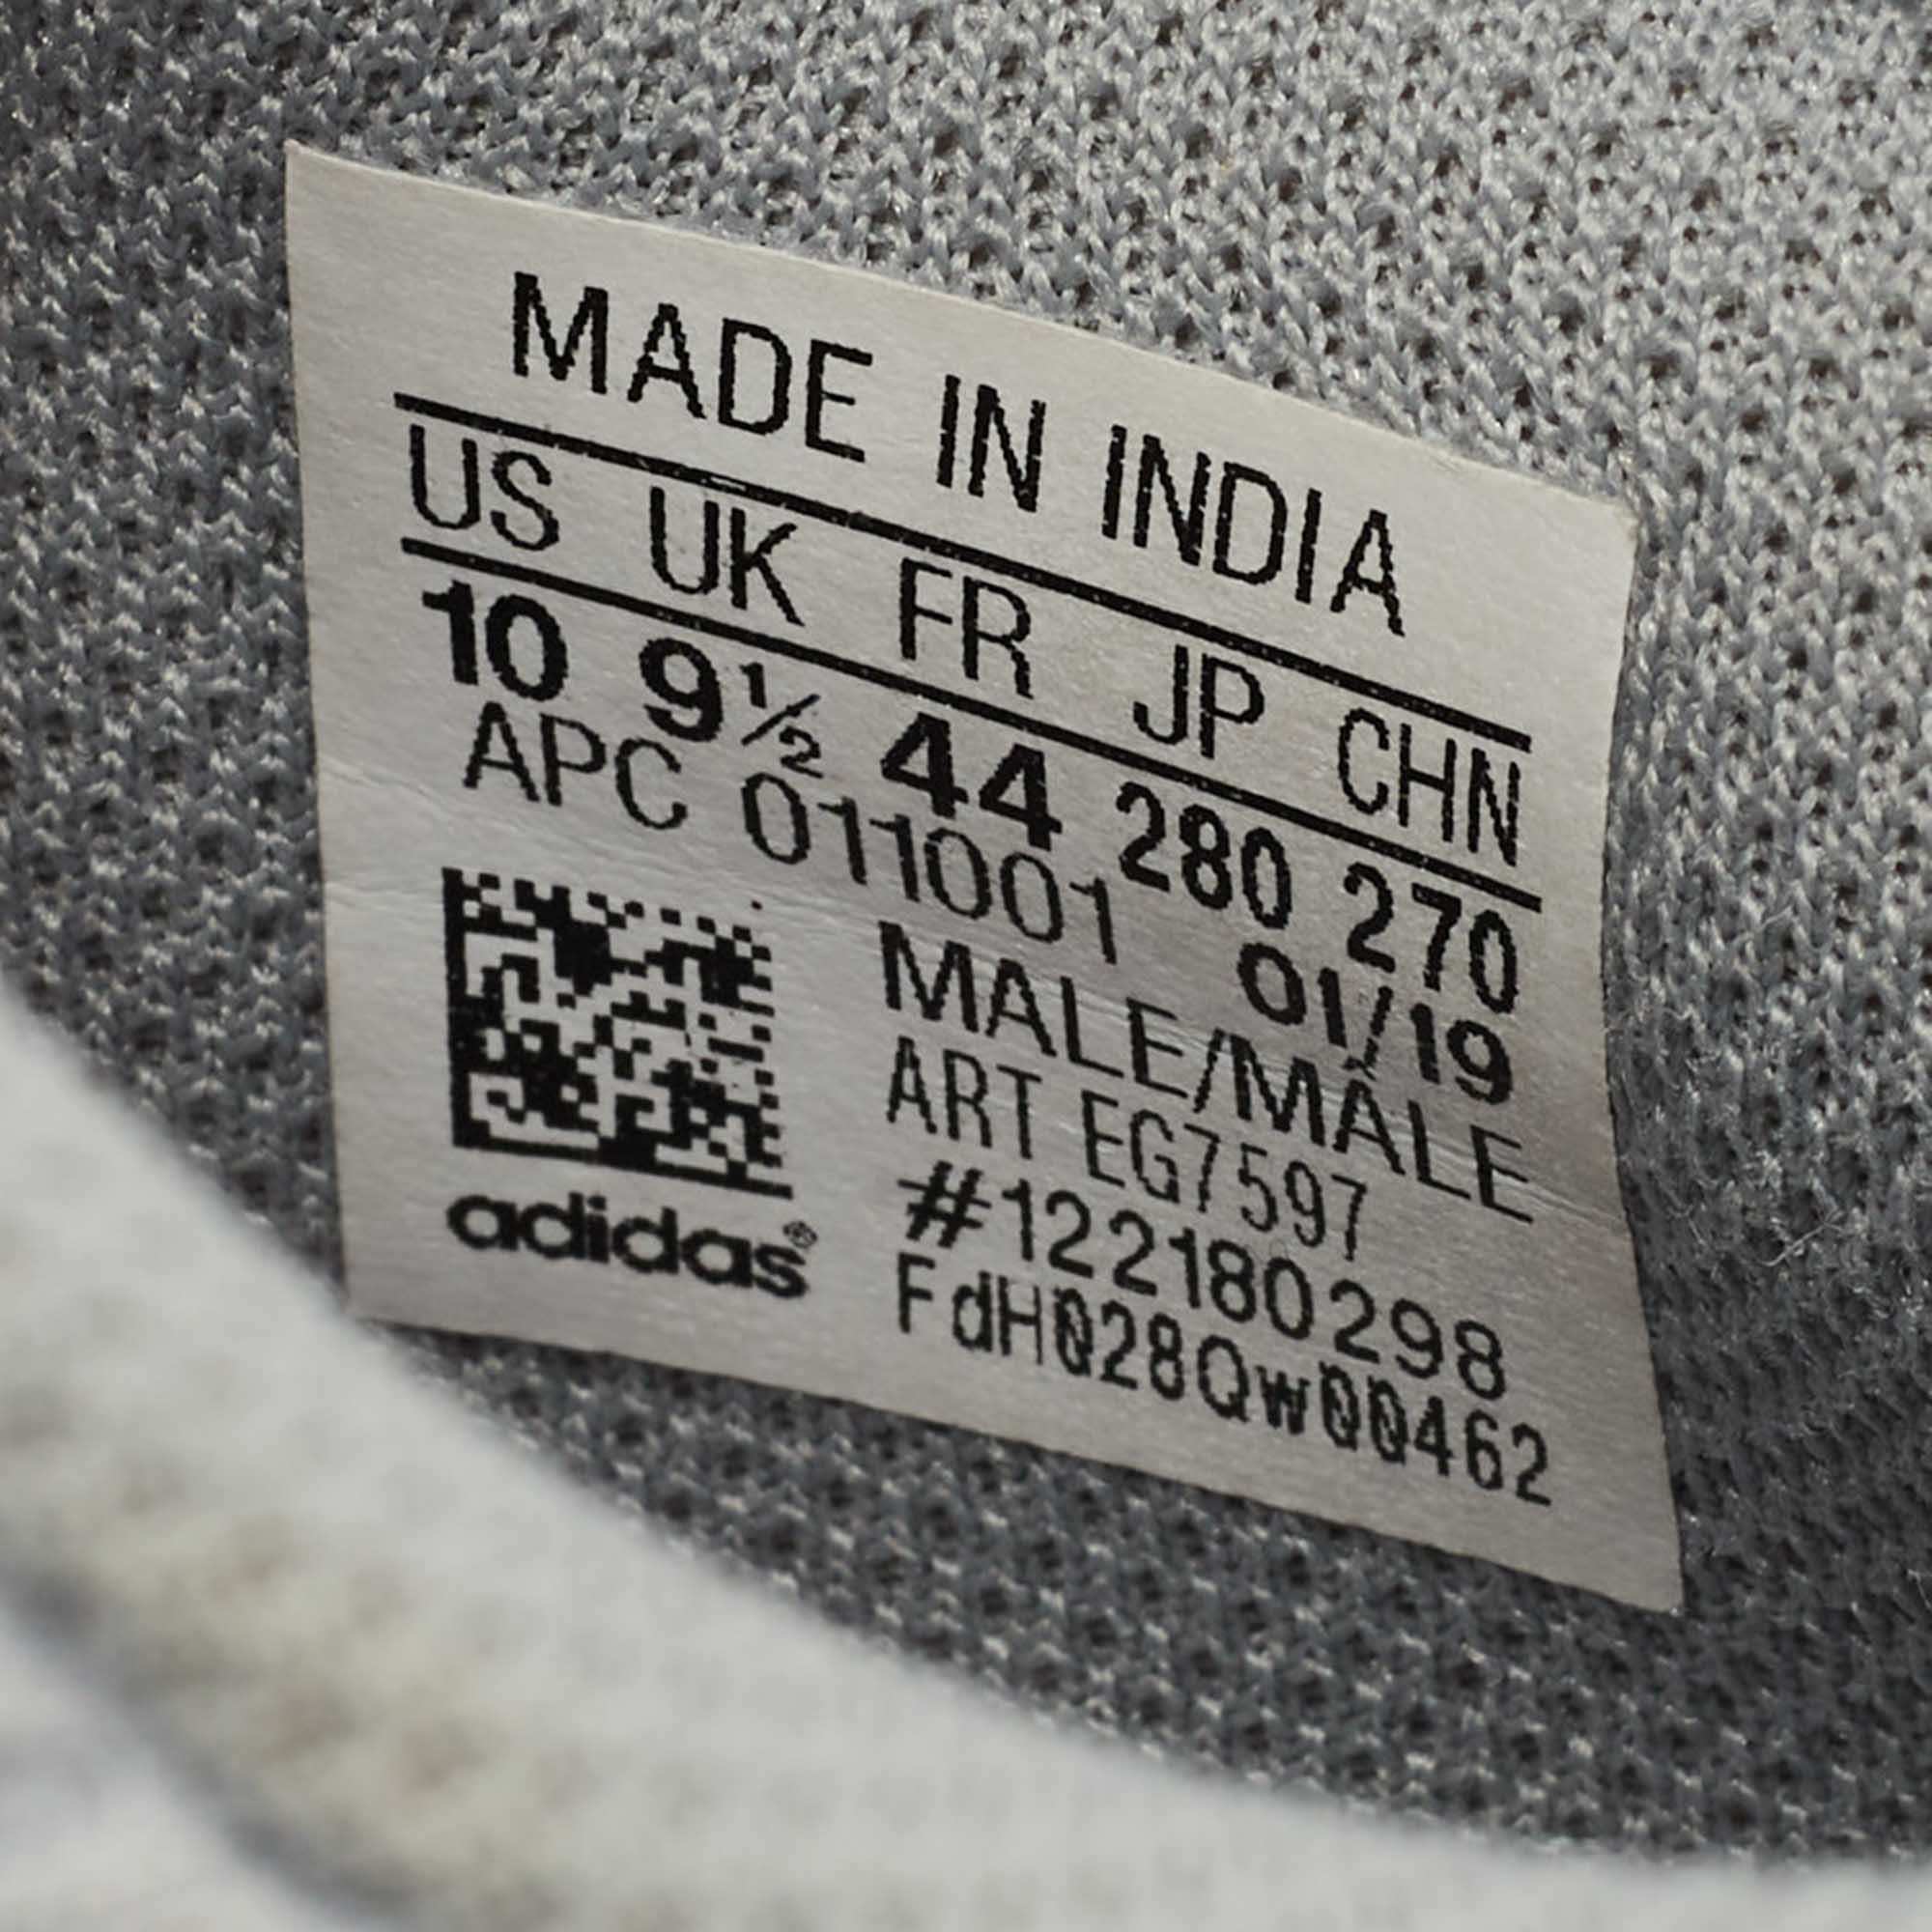 MADE IN INDIA
US UK FR JP CHN
10 9½ 44 280 270
APC 011001 01/19
MALE/MÂLE
ART EG7597
#122180298
FdH028Qw00462
adidas®